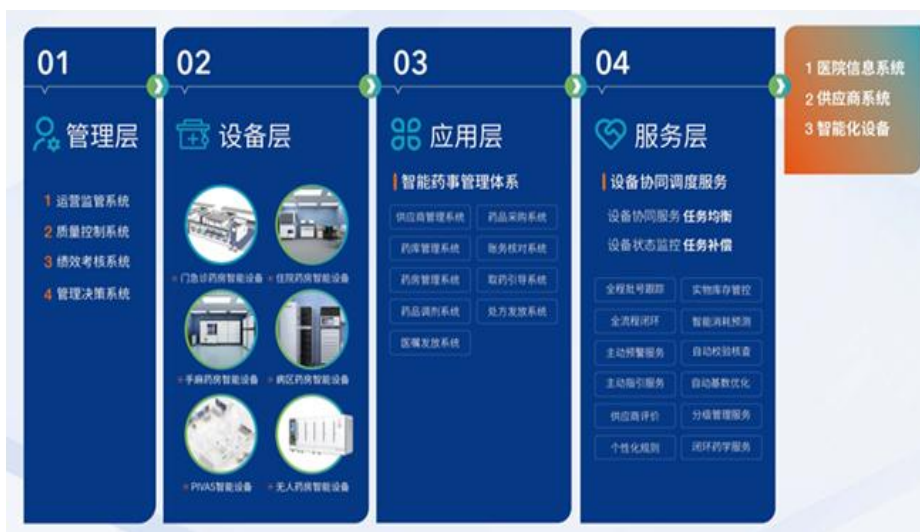 01
管理层
1 运营监管系统
2 质量控制系统
3 绩效考核系统
4 管理决策系统
02
设备层
门急诊药房智能设备
住院药房智能设备
手麻药房智能设备
病区药房智能设备
PIVAS智能设备
无人药房智能设备
03
应用层
智能药事管理体系
供应商管理系统 药品采购系统
药库管理系统 账务核对系统
药房管理系统 取药引导系统
药品调剂系统 处方发放系统
医嘱发放系统
04
服务层
设备协同调度服务
设备协同服务 任务均衡
设备状态监控 任务补偿
全程批号跟踪 实物库存管控
全流程闭环 智能消耗预测
主动预警服务 自动校验核查
主动指引服务 自动基数优化
供应商评价 分级管理服务
个性化规则 闭环药学服务
1 医院信息系统
2 供应商系统
3 智能化设备